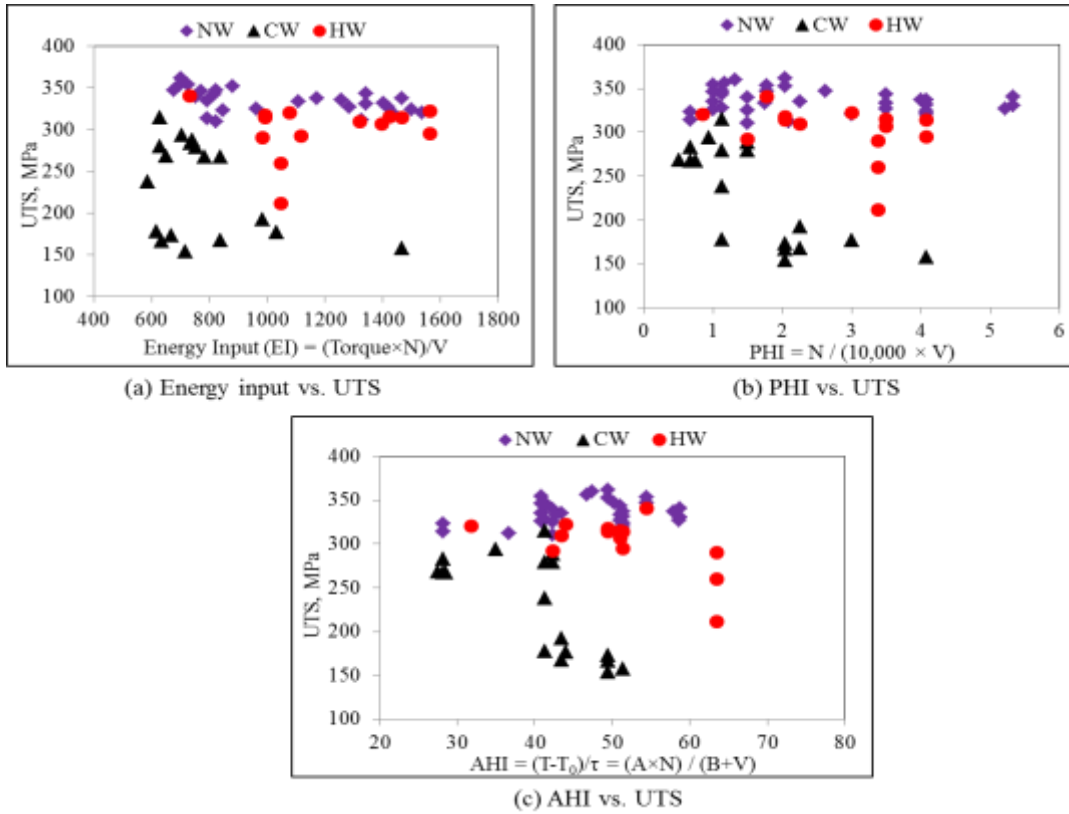 NW CW HW
400
350
300
250
200
150
100
UTS, MPa
400 600 800 1000 1200 1400 1600 1800
Energy Input (EI) = (Torque×N)/V
(a) Energy input vs. UTS
NW CW HW
400
350
300
250
200
150
100
UTS, MPa
0 1 2 3 4 5 6
PHI = N / (10,000 × V)
(b) PHI vs. UTS
NW CW HW
400
350
300
250
200
150
100
UTS, MPa
20 30 40 50 60 70 80
AHI = (T-T₀)/τ = (A×N) / (B+V)
(c) AHI vs. UTS